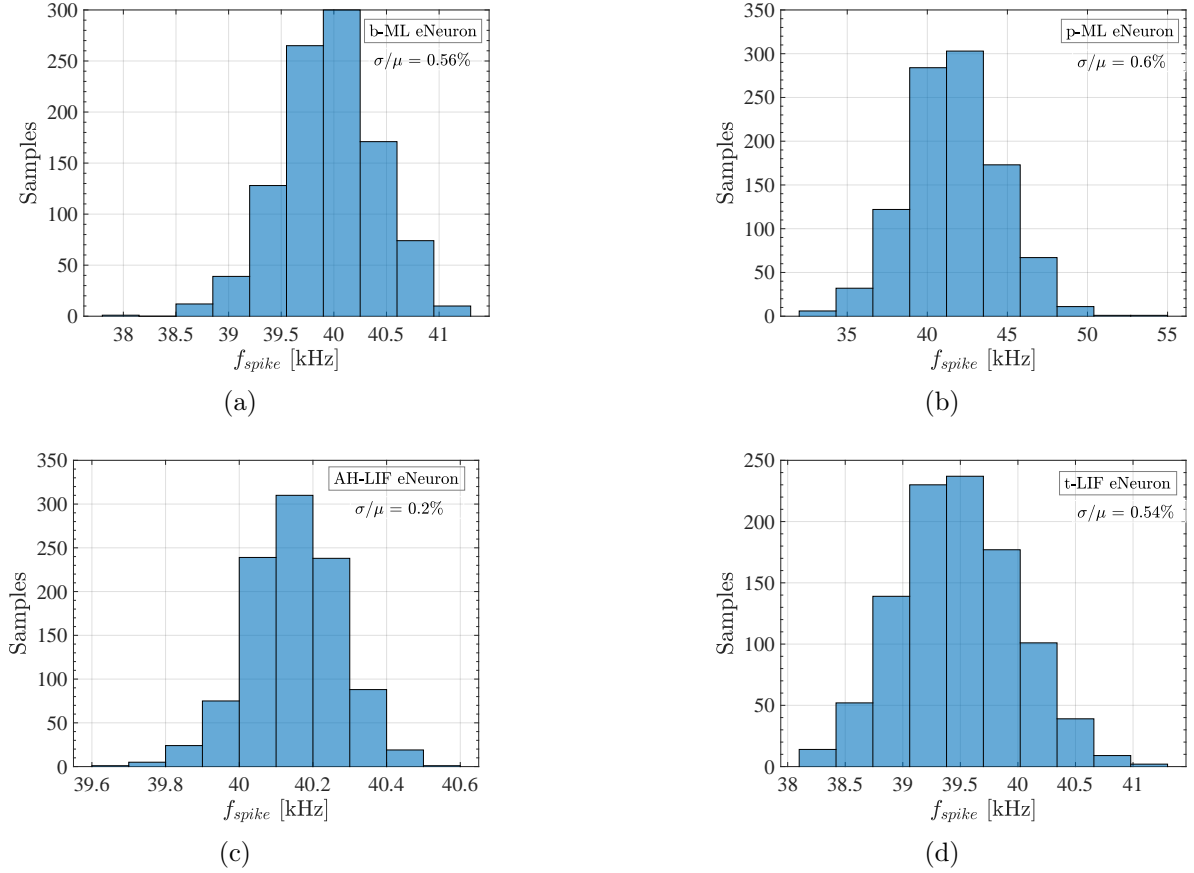 300
250
200
150
100
50
0
Samples
b-ML eNeuron
σ/μ = 0.56%
38 38.5 39 39.5 40 40.5 41
f_spike [kHz]
(a)
350
300
250
200
150
100
50
0
Samples
p-ML eNeuron
σ/μ = 0.6%
35 40 45 50 55
f_spike [kHz]
(b)
350
300
250
200
150
100
50
0
Samples
AH-LIF eNeuron
σ/μ = 0.2%
39.6 39.8 40 40.2 40.4 40.6
f_spike [kHz]
(c)
250
200
150
100
50
0
Samples
t-LIF eNeuron
σ/μ = 0.54%
38 38.5 39 39.5 40 40.5 41
f_spike [kHz]
(d)